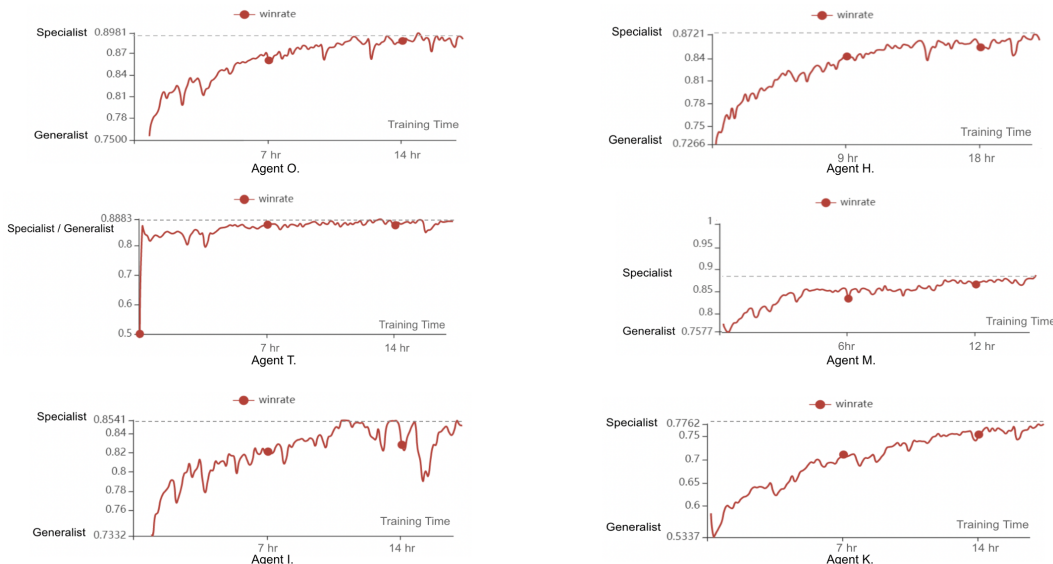 winrate
Specialist
0.8981
0.87
0.84
0.81
0.78
Generalist
0.7500
Training Time
7 hr
14 hr
Agent O.
winrate
Specialist
0.8721
0.84
0.81
0.78
0.75
Generalist
0.7266
Training Time
9 hr
18 hr
Agent H.
winrate
0.8883
Specialist / Generalist
0.8
0.7
0.6
0.5
Training Time
7 hr
14 hr
Agent T.
winrate
1
0.95
0.9
Specialist
0.85
0.8
Generalist
0.7577
Training Time
6hr
12 hr
Agent M.
winrate
Specialist
0.8541
0.84
0.82
0.8
0.78
0.76
Generalist
0.7332
Training Time
7 hr
14 hr
Agent I.
winrate
Specialist
0.7762
0.75
0.7
0.6
0.6
Generalist
0.5337
Training Time
7 hr
14 hr
Agent K.